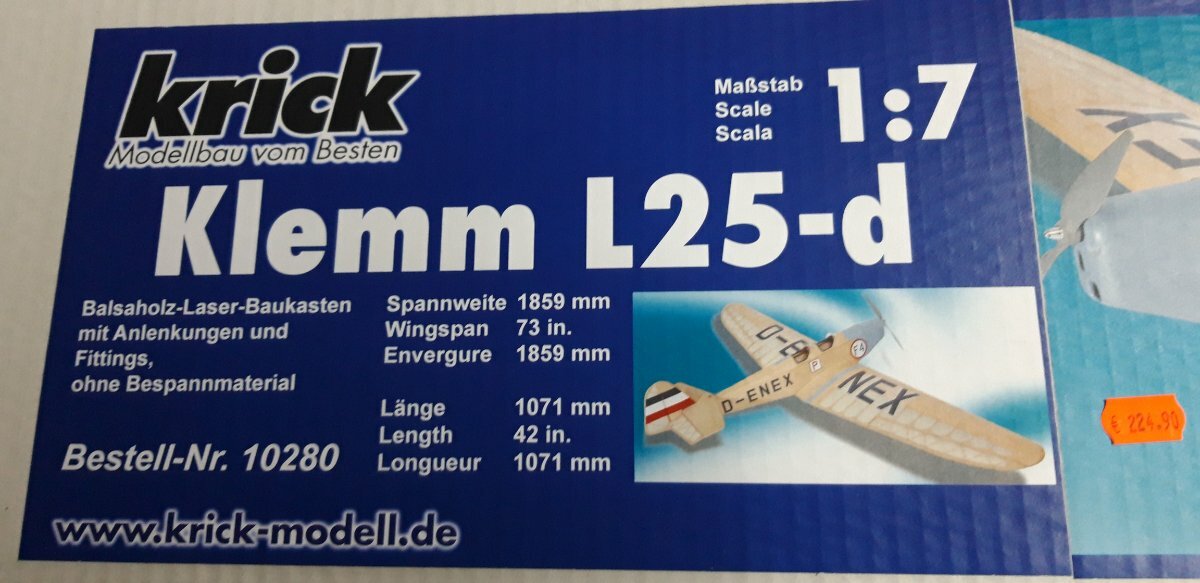 krick
Modellbau vom Besten
Maßstab
Scale
Scala
1:7
Klemm L25-d
Balsaholz-Laser-Baukasten
mit Anlenkungen und
Fittings,
ohne Bespannmaterial
Spannweite 1859 mm
Wingspan 73 in.
Envergure 1859 mm
Länge 1071 mm
Length 42 in.
Longueur 1071 mm
Bestell-Nr. 10280
www.krick-modell.de
D-E
P
F4
D-ENEX
NEX
EX
€ 224.90